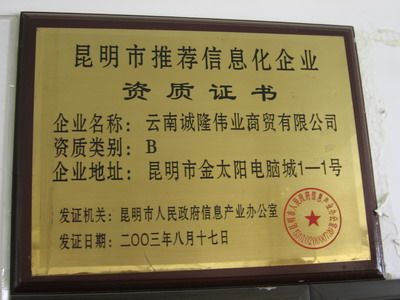 昆明市推荐信息化企业
资质证书
企业名称：云南诚隆伟业商贸有限公司
资质类别：B
企业地址：昆明市金太阳电脑城1—1号
发证机关：昆明市人民政府信息产业办公室
发证日期：二〇〇三年八月十七日